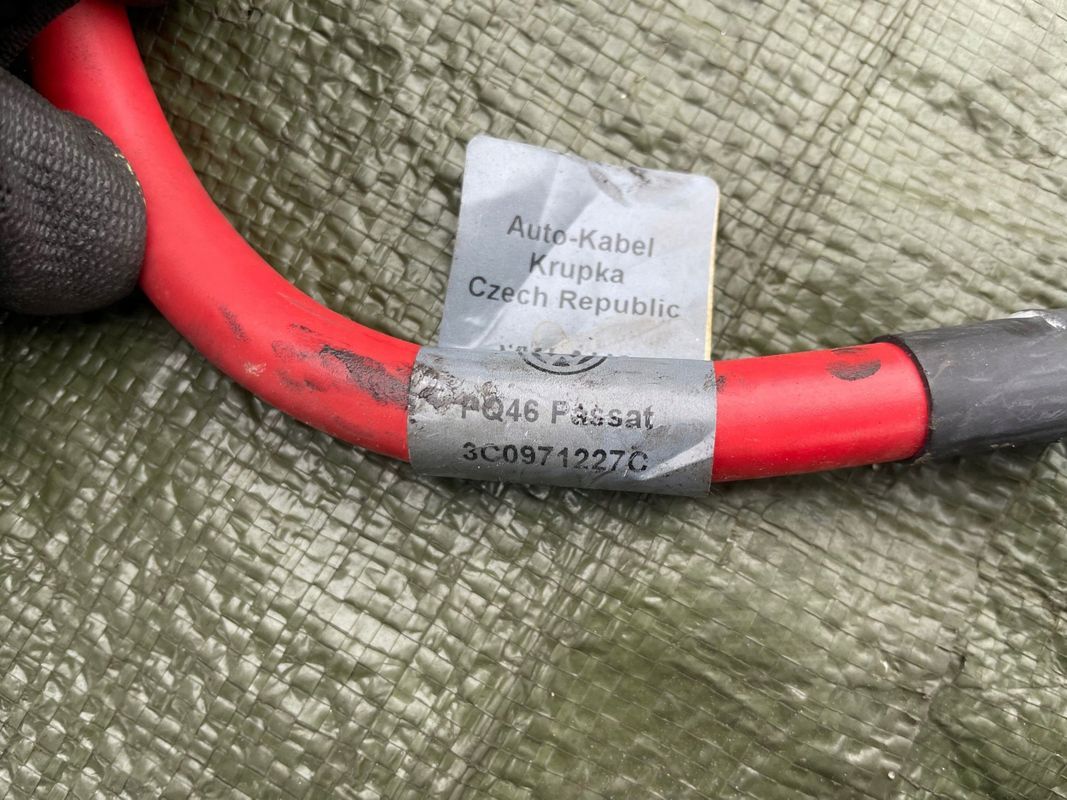 Auto-Kabel
Krupka
Czech Republic
PQ46 Passat
3C0971227C